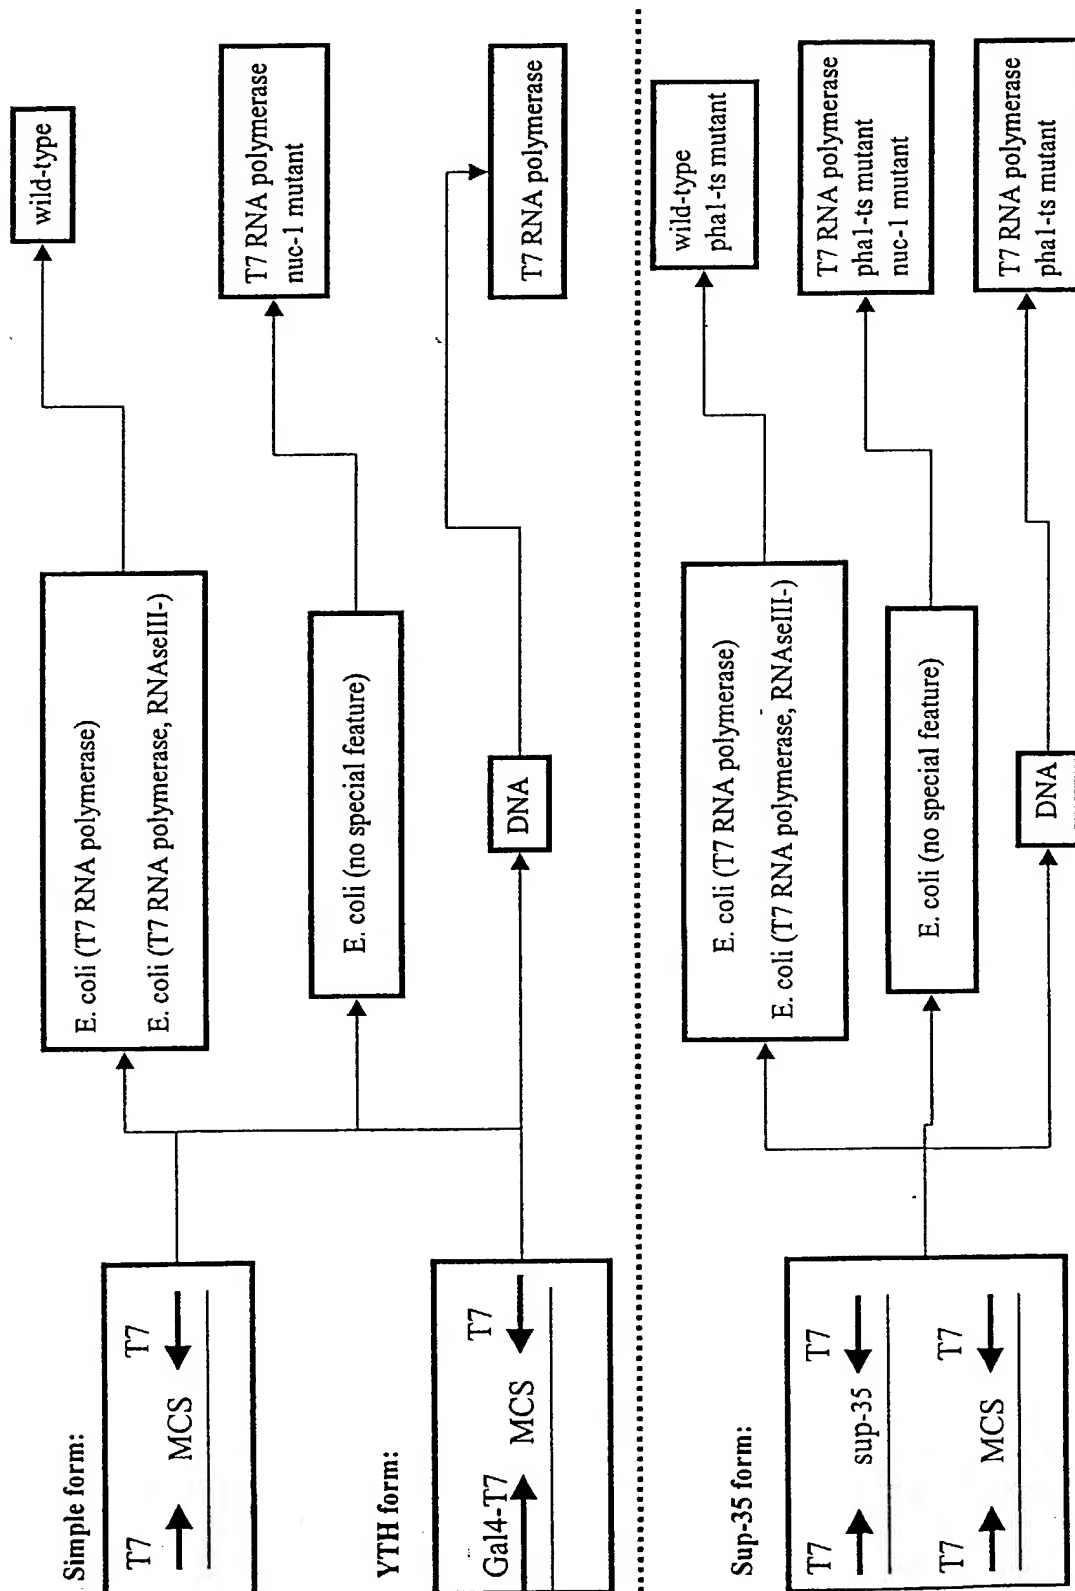 Simple form:
T7 T7
MCS
YTH form:
Gal4-T7 T7
MCS
E. coli (T7 RNA polymerase)
E. coli (T7 RNA polymerase, RNAseIII-)
E. coli (no special feature)
DNA
wild-type
T7 RNA polymerase
nuc-1 mutant
T7 RNA polymerase
Sup-35 form:
T7 T7
sup-35
T7 T7
MCS
E. coli (T7 RNA polymerase)
E. coli (T7 RNA polymerase, RNAseIII-)
E. coli (no special feature)
DNA
wild-type
pha1-ts mutant
T7 RNA polymerase
pha1-ts mutant
nuc-1 mutant
T7 RNA polymerase
pha1-ts mutant